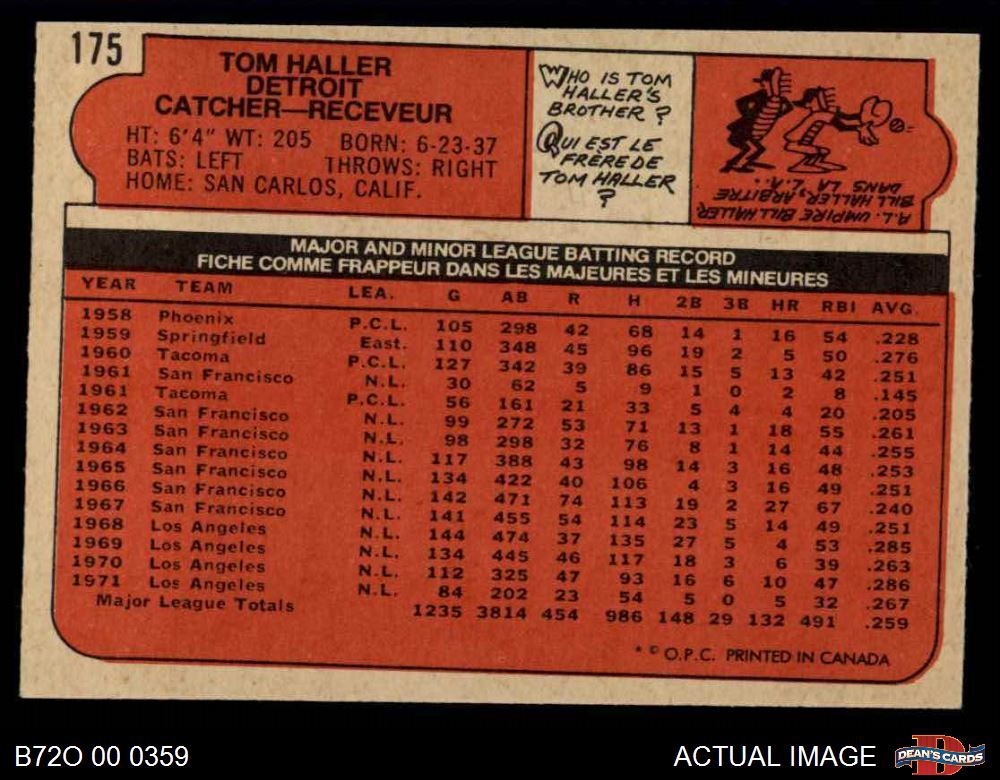 175
TOM HALLER
DETROIT
CATCHER—RECEVEUR
HT: 6'4" WT: 205 BORN: 6-23-37
BATS: LEFT THROWS: RIGHT
HOME: SAN CARLOS, CALIF.
WHO IS TOM
HALLER'S
BROTHER?
QUI EST LE
FRÈRE DE
TOM HALLER
?
A.L. UMPIRE BILL HALLER
BILL HALLER, ARBITRE
DANS LA L.A..
MAJOR AND MINOR LEAGUE BATTING RECORD
FICHE COMME FRAPPEUR DANS LES MAJEURES ET LES MINEURES
YEAR TEAM LEA. G AB R H 2B 3B HR RBI AVG.
1958 Phoenix P.C.L. 105 298 42 68 14 1 16 54 .228
1959 Springfield East. 110 348 45 96 19 2 5 50 .276
1960 Tacoma P.C.L. 127 342 39 86 15 5 13 42 .251
1961 San Francisco N.L. 30 62 5 9 1 0 2 8 .145
1961 Tacoma P.C.L. 56 161 21 33 5 4 4 20 .205
1962 San Francisco N.L. 99 272 53 71 13 1 18 55 .261
1963 San Francisco N.L. 98 298 32 76 8 1 14 44 .255
1964 San Francisco N.L. 117 388 43 98 14 3 16 48 .253
1965 San Francisco N.L. 134 422 40 106 4 3 16 49 .251
1966 San Francisco N.L. 142 471 74 113 19 2 27 67 .240
1967 San Francisco N.L. 141 455 54 114 23 5 14 49 .251
1968 Los Angeles N.L. 144 474 37 135 27 5 4 53 .285
1969 Los Angeles N.L. 134 445 46 117 18 3 6 39 .263
1970 Los Angeles N.L. 112 325 47 93 16 6 10 47 .286
1971 Los Angeles N.L. 84 202 23 54 5 0 5 32 .267
Major League Totals 1235 3814 454 986 148 29 132 491 .259
* © O.P.C. PRINTED IN CANADA
B72O 00 0359
ACTUAL IMAGE
D
DEAN'S CARDS